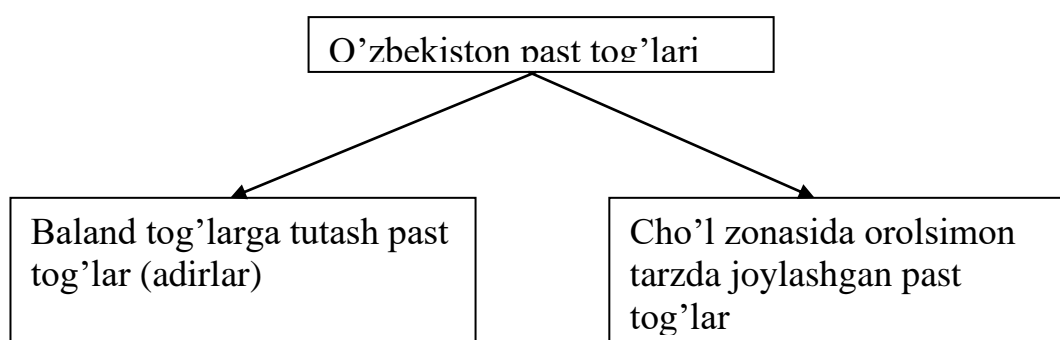 O’zbekiston past tog’lari
Baland tog’larga tutash past
tog’lar (adirlar)
Cho’l zonasida orolsimon
tarzda joylashgan past
tog’lar